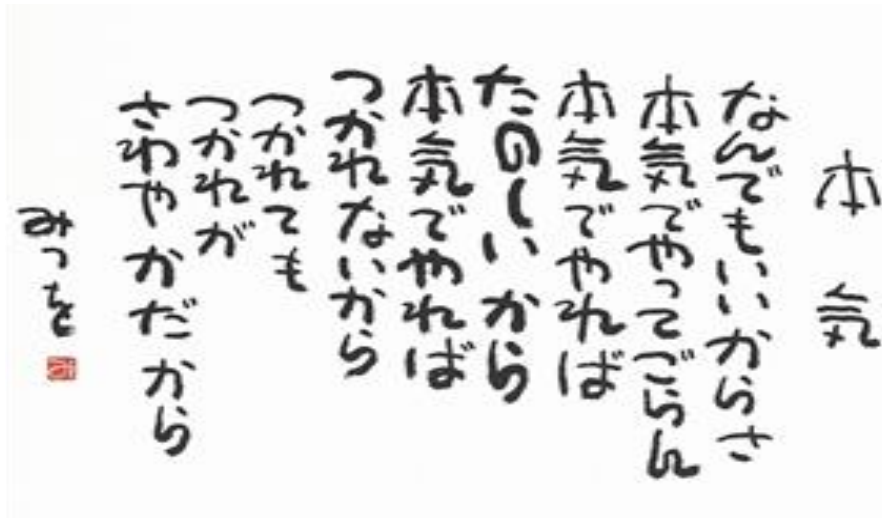 本気
なんでもいいからさ
本気でやってごらん
本気でやれば
たのしいから
本気でやれば
つかれないから
つかれても
つかれが
さわやかだから
みつを
み